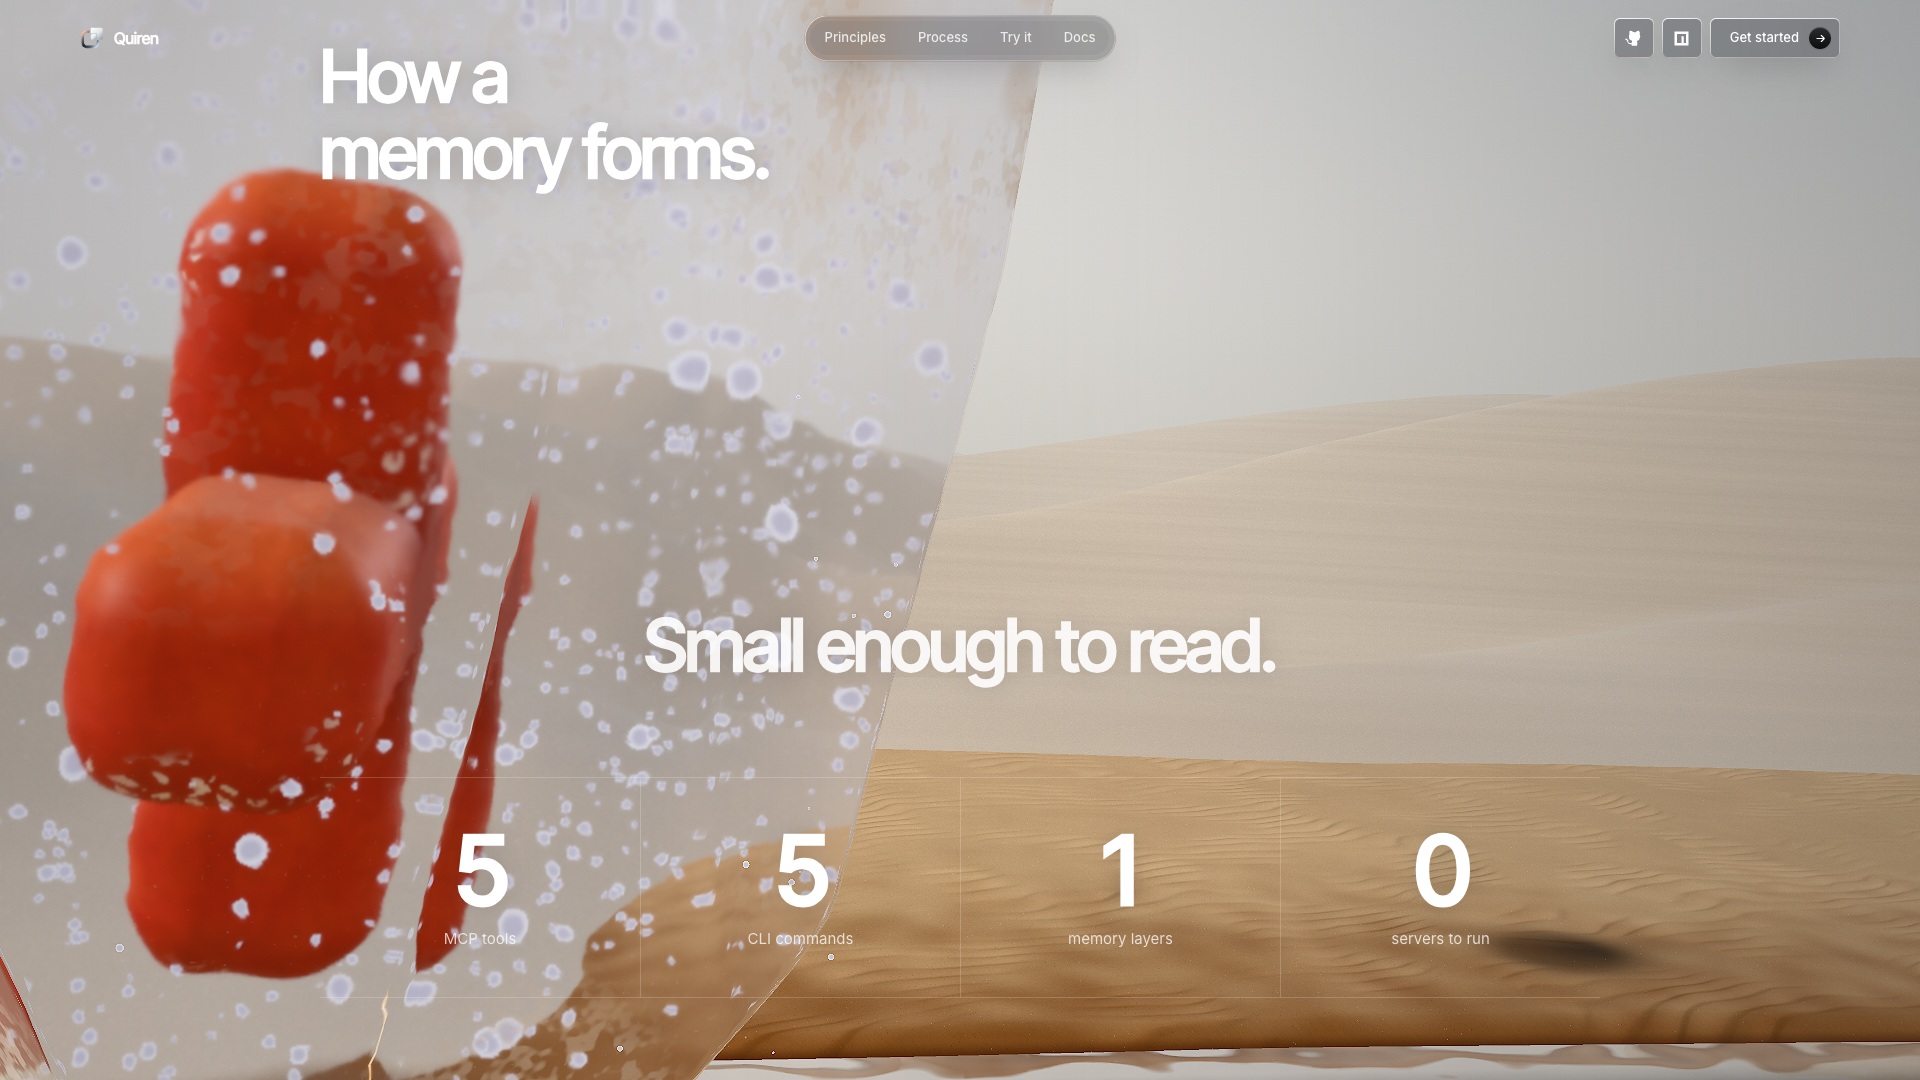 Quiren
Principles
Process
Try it
Docs
Get started
How a
memory forms.
Small enough to read.
5
MCP tools
5
CLI commands
1
memory layers
0
servers to run